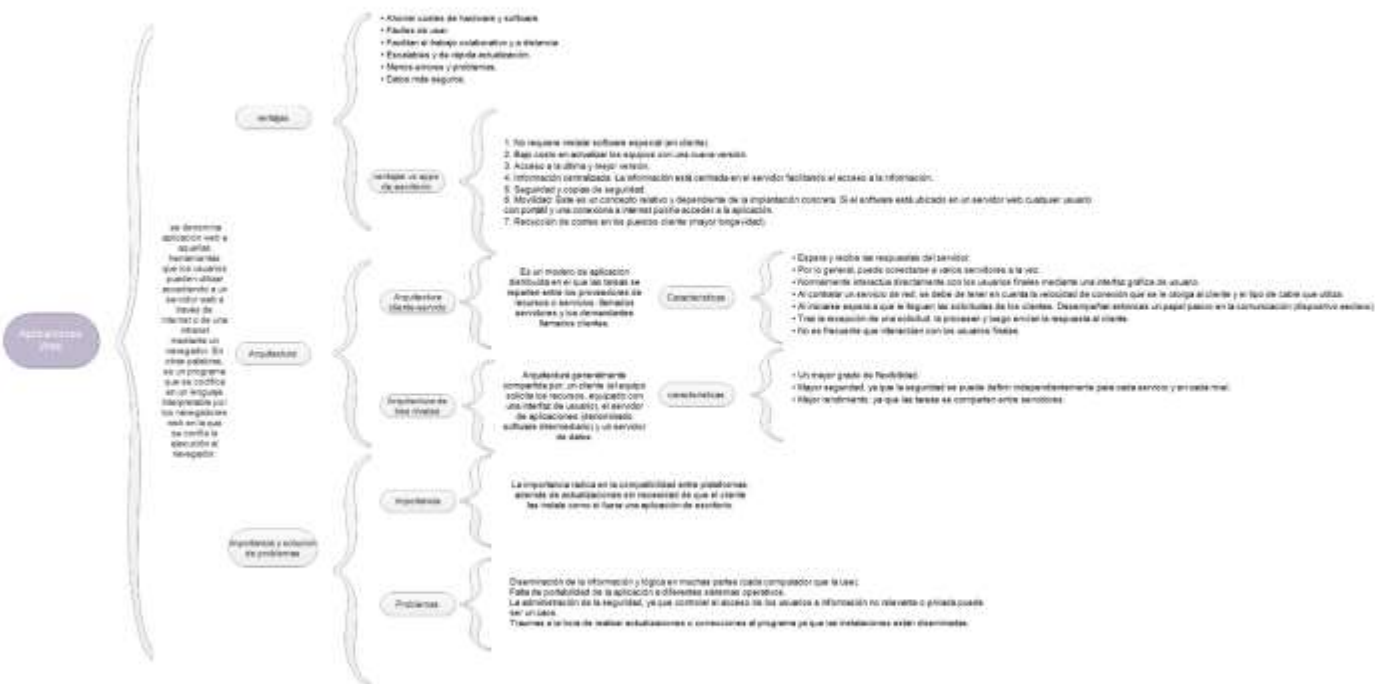 Aplicaciones
Web
se denomina
aplicación web a
aquellas
herramientas
que los usuarios
pueden utilizar
accediendo a un
servidor web a
través de
internet o de una
intranet
mediante un
navegador. En
otras palabras,
es un programa
que se codifica
en un lenguaje
interpretable por
los navegadores
web en la que
se confía la
ejecución al
navegador
ventajas
• Ahorran costes de hardware y software
• Fáciles de usar.
• Facilitan el trabajo colaborativo y a distancia
• Escalables y de rápida actualización.
• Menos errores y problemas.
• Datos más seguros.
ventajas vs apps
de escritorio
1. No requiere instalar software especial (en cliente).
2. Bajo costo en actualizar los equipos con una nueva versión.
3. Acceso a la última y mejor versión.
4. Información centralizada. La información está centrada en el servidor facilitando el acceso a la información.
5. Seguridad y copias de seguridad.
6. Movilidad: Este es un concepto relativo y dependiente de la implantación concreta. Si el software está ubicado en un servidor web cualquier usuario
con portátil y una conexión a internet podría acceder a la aplicación.
7. Reducción de costes en los puestos cliente (mayor longevidad)
Arquitectura
Arquitectura
cliente-servido
Es un modelo de aplicación
distribuida en el que las tareas se
reparten entre los proveedores de
recursos o servicios, llamados
servidores y los demandantes
llamados clientes.
Características
• Espera y recibe las respuestas del servidor.
• Por lo general, puede conectarse a varios servidores a la vez.
• Normalmente interactúa directamente con los usuarios finales mediante una interfaz gráfica de usuario.
• Al contratar un servicio de red, se debe de tener en cuenta la velocidad de conexión que se le otorga al cliente y el tipo de cable que utiliza
• Al iniciarse espera a que le lleguen las solicitudes de los clientes. Desempeñan entonces un papel pasivo en la comunicación (dispositivo esclavo)
• Tras la recepción de una solicitud, la procesan y luego envían la respuesta al cliente.
• No es frecuente que interactúen con los usuarios finales.
Arquitectura de
tres niveles
Arquitectura generalmente
compartida por: un cliente (el equipo
solicita los recursos, equipado con
una interfaz de usuario), el servidor
de aplicaciones (denominado
software intermediario) y un servidor
de datos
características
• Un mayor grado de flexibilidad.
• Mayor seguridad, ya que la seguridad se puede definir independientemente para cada servicio y en cada nivel.
• Mejor rendimiento, ya que las tareas se comparten entre servidores.
Importancia y solucion
de problemas
importancia
La importancia radica en la compatibilidad entre plataformas
además de actualizaciones sin necesidad de que el cliente
las instale como si fuera una aplicación de escritorio
Problemas
Diseminación de la información y lógica en muchas partes (cada computador que la use).
Falta de portabilidad de la aplicación a diferentes sistemas operativos.
La administración de la seguridad, ya que controlar el acceso de los usuarios a información no relevante o privada puede
ser un caos.
Traumas a la hora de realizar actualizaciones o correcciones al programa ya que las instalaciones están diseminadas.